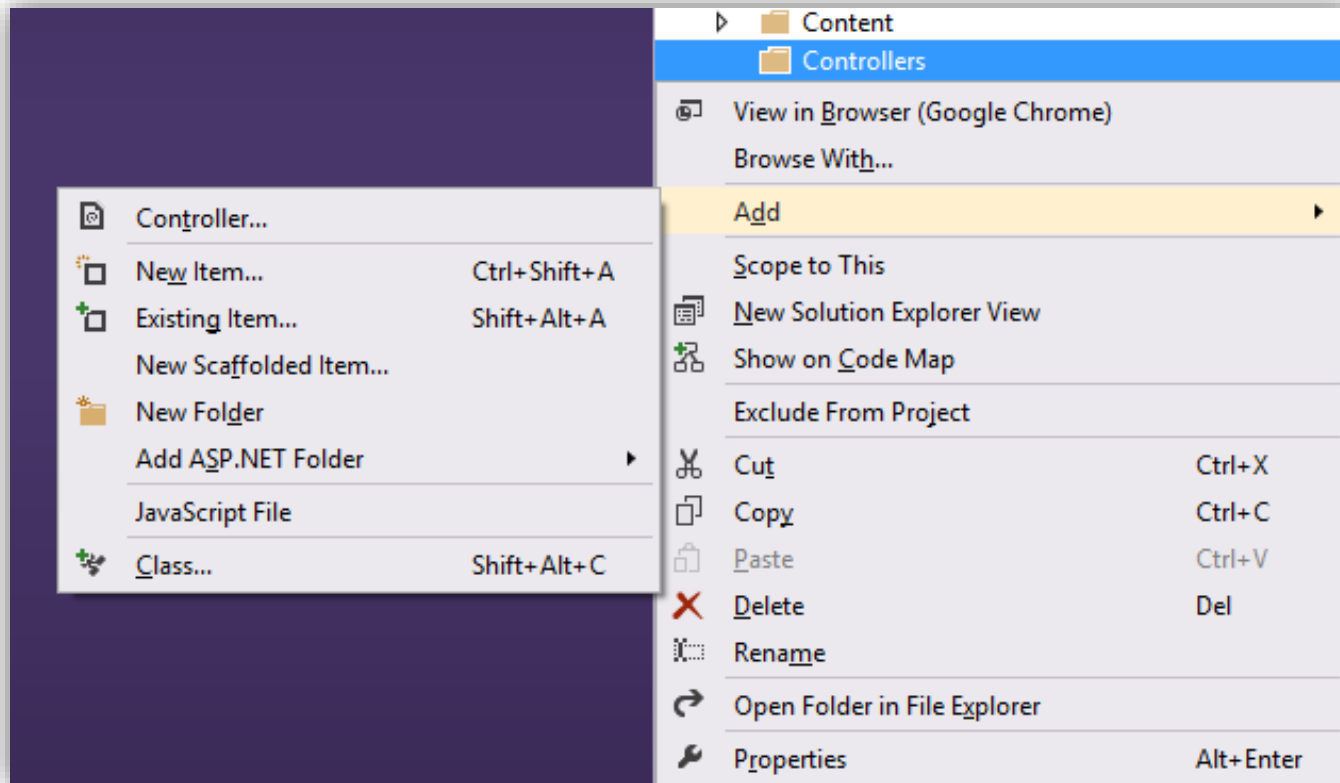 Content
Controllers
View in Browser (Google Chrome)
Browse With...
Add
Scope to This
New Solution Explorer View
Show on Code Map
Exclude From Project
Cut Ctrl+X
Copy Ctrl+C
Paste Ctrl+V
Delete Del
Rename
Open Folder in File Explorer
Properties Alt+Enter
Controller...
New Item... Ctrl+Shift+A
Existing Item... Shift+Alt+A
New Scaffolded Item...
New Folder
Add ASP.NET Folder
JavaScript File
Class... Shift+Alt+C